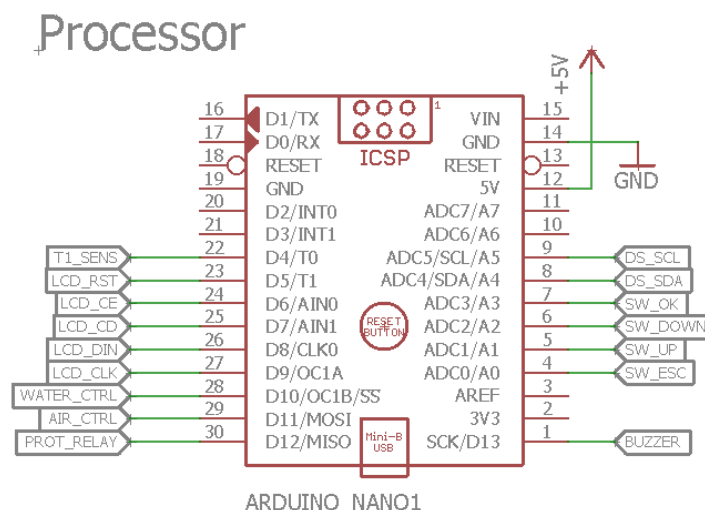 Processor
+5V
16 D1/TX ICSP 1 VIN 15
17 D0/RX GND 14
18 RESET RESET 13
GND
19 GND 5V 12
20 D2/INT0 ADC7/A7 11
21 D3/INT1 ADC6/A6 10
T1_SENS 22 D4/T0 ADC5/SCL/A5 9 DS_SCL
LCD_RST 23 D5/T1 ADC4/SDA/A4 8 DS_SDA
LCD_CE 24 D6/AIN0 ADC3/A3 7 SW_OK
LCD_CD 25 D7/AIN1 RESET BUTTON ADC2/A2 6 SW_DOWN
LCD_DIN 26 D8/CLK0 ADC1/A1 5 SW_UP
LCD_CLK 27 D9/OC1A ADC0/A0 4 SW_ESC
WATER_CTRL 28 D10/OC1B/SS AREF 3
AIR_CTRL 29 D11/MOSI 3V3 2
PROT_RELAY 30 D12/MISO Mini-B USB SCK/D13 1 BUZZER
ARDUINO NANO1